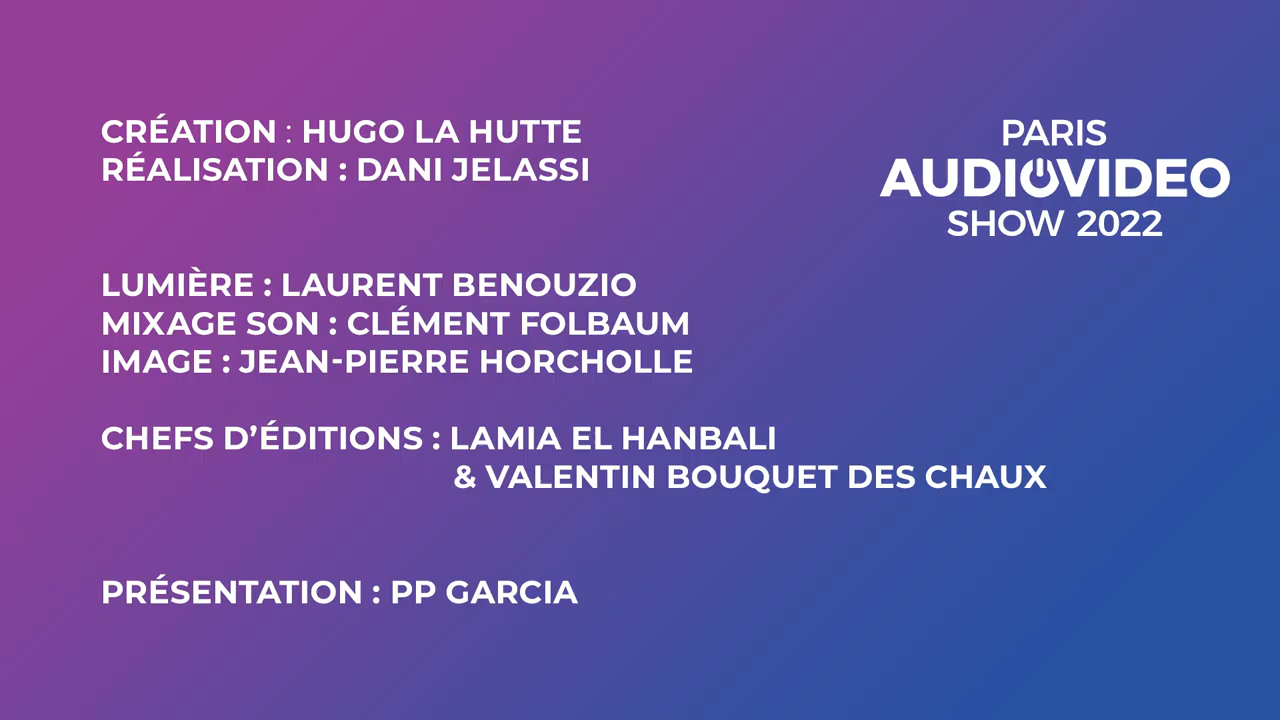 CRÉATION : HUGO LA HUTTE
RÉALISATION : DANI JELASSI
PARIS
AUDIOVIDEO
SHOW 2022
LUMIÈRE : LAURENT BENOUZIO
MIXAGE SON : CLÉMENT FOLBAUM
IMAGE : JEAN-PIERRE HORCHOLLE
CHEFS D’ÉDITIONS : LAMIA EL HANBALI
& VALENTIN BOUQUET DES CHAUX
PRÉSENTATION : PP GARCIA